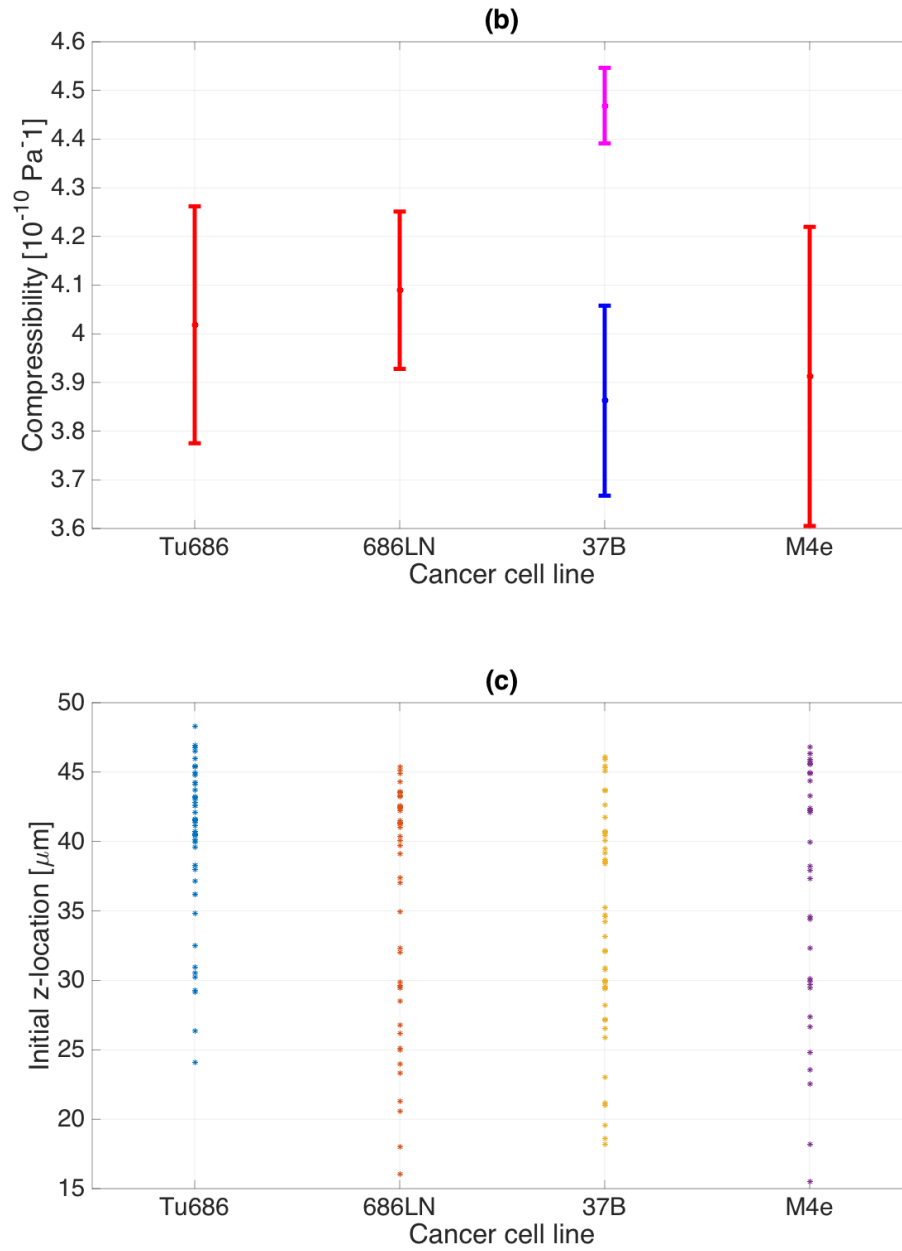 (b)
Compressibility [10⁻¹⁰ Pa⁻1]
4.6
4.5
4.4
4.3
4.2
4.1
4
3.9
3.8
3.7
3.6
Tu686 686LN 37B M4e
Cancer cell line
(c)
Initial z-location [μm]
50
45
40
35
30
25
20
15
Tu686 686LN 37B M4e
Cancer cell line